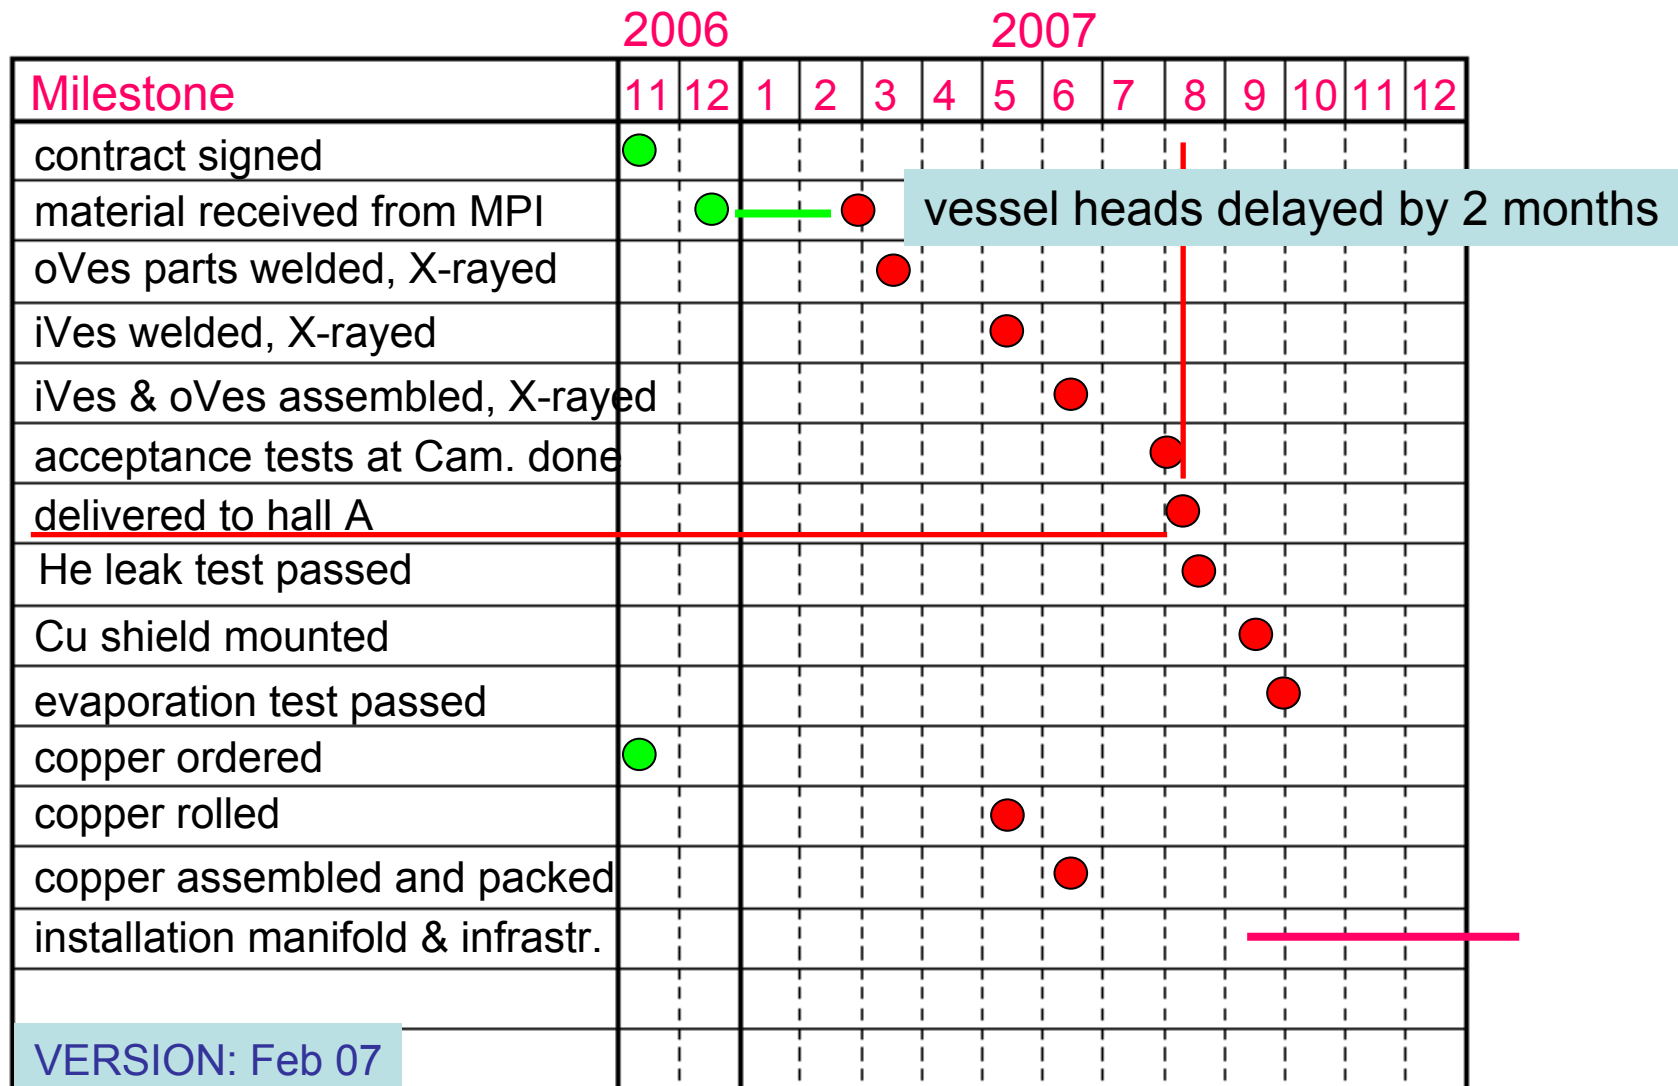 2006 2007
Milestone 11 12 1 2 3 4 5 6 7 8 9 10 11 12
contract signed
material received from MPI vessel heads delayed by 2 months
oVes parts welded, X-rayed
iVes welded, X-rayed
iVes & oVes assembled, X-rayed
acceptance tests at Cam. done
delivered to hall A
He leak test passed
Cu shield mounted
evaporation test passed
copper ordered
copper rolled
copper assembled and packed
installation manifold & infrastr.
VERSION: Feb 07